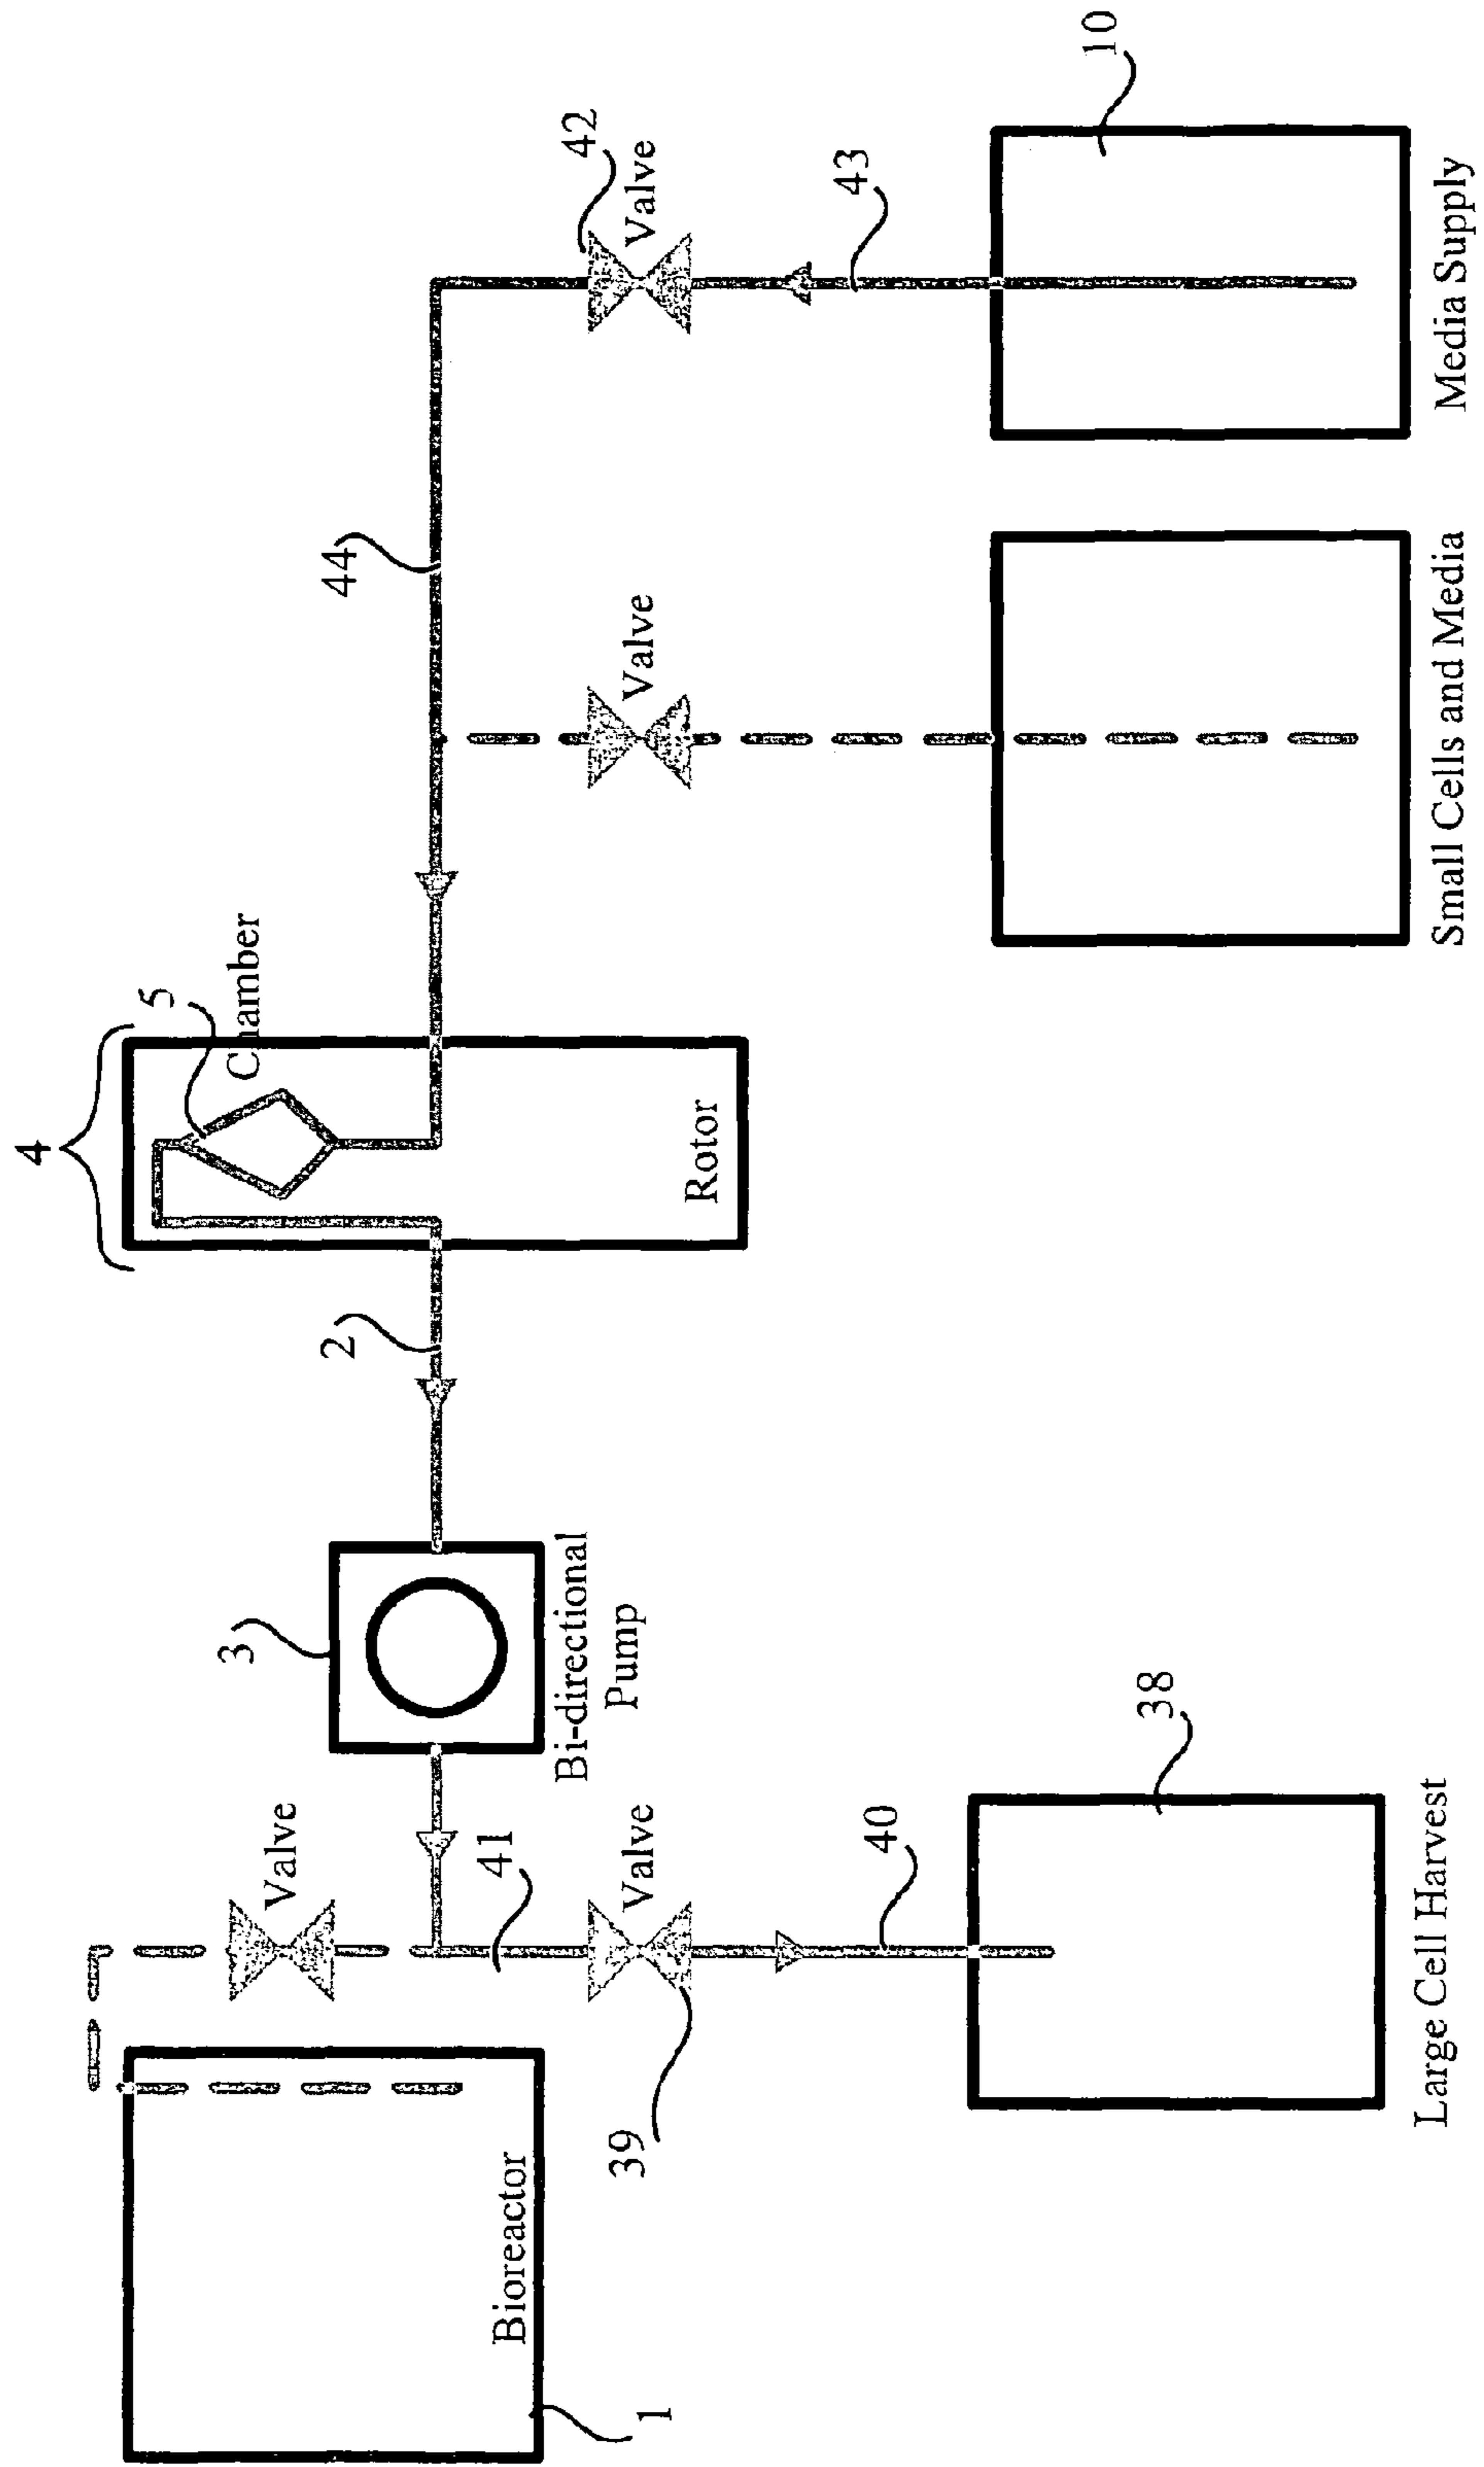 4
5
Chamber
Rotor
44
42
Valve
43
10
Valve
2
3
Bi-directional
Pump
Valve
41
Valve
40
38
39
Bioreactor
1
Large Cell Harvest
Small Cells and Media
Media Supply